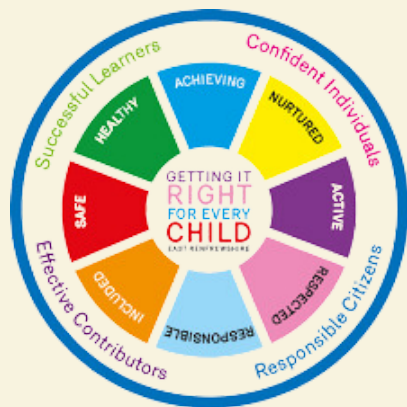 Successful Learners
Confident Individuals
Responsible Citizens
Effective Contributors
ACHIEVING
NURTURED
ACTIVE
RESPECTED
RESPONSIBLE
INCLUDED
SAFE
HEALTHY
GETTING IT
RIGHT
FOR EVERY
CHILD
EAST RENFREWSHIRE